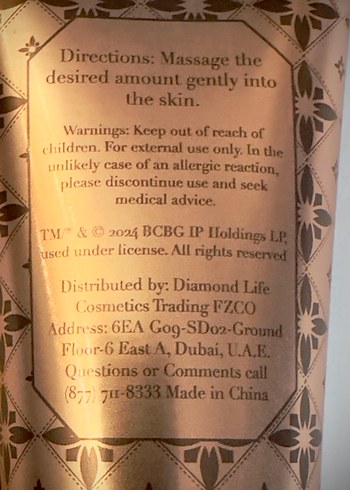 Directions: Massage the
desired amount gently into
the skin.
Warnings: Keep out of reach of
children. For external use only. In the
unlikely case of an allergic reaction,
please discontinue use and seek
medical advice.
TM/® & © 2024 BCBG IP Holdings LP,
used under license. All rights reserved
Distributed by: Diamond Life
Cosmetics Trading FZCO
Address: 6EA G09-SD02-Ground
Floor-6 East A, Dubai, U.A.E.
Questions or Comments call
(877) 711-8333 Made in China